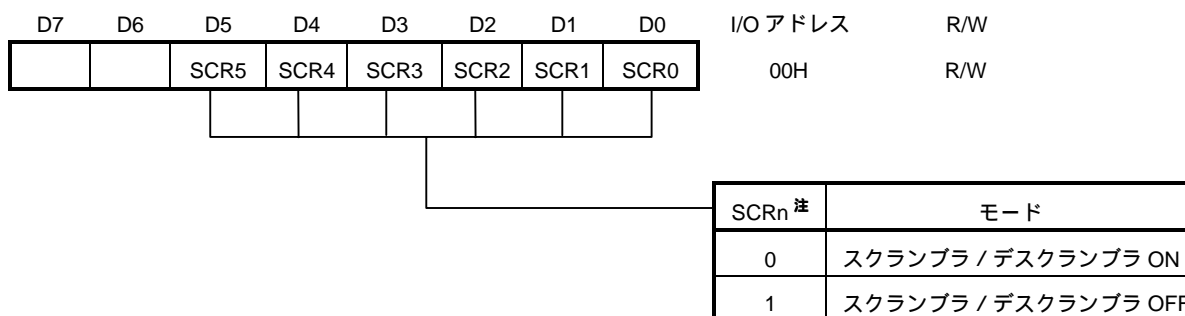 D7 D6 D5 D4 D3 D2 D1 D0 I/O アドレス R/W
SCR5 SCR4 SCR3 SCR2 SCR1 SCR0 00H R/W
SCRn 注 モード
0 スクランブラ / デスクランブラ ON
1 スクランブラ / デスクランブラ OFF